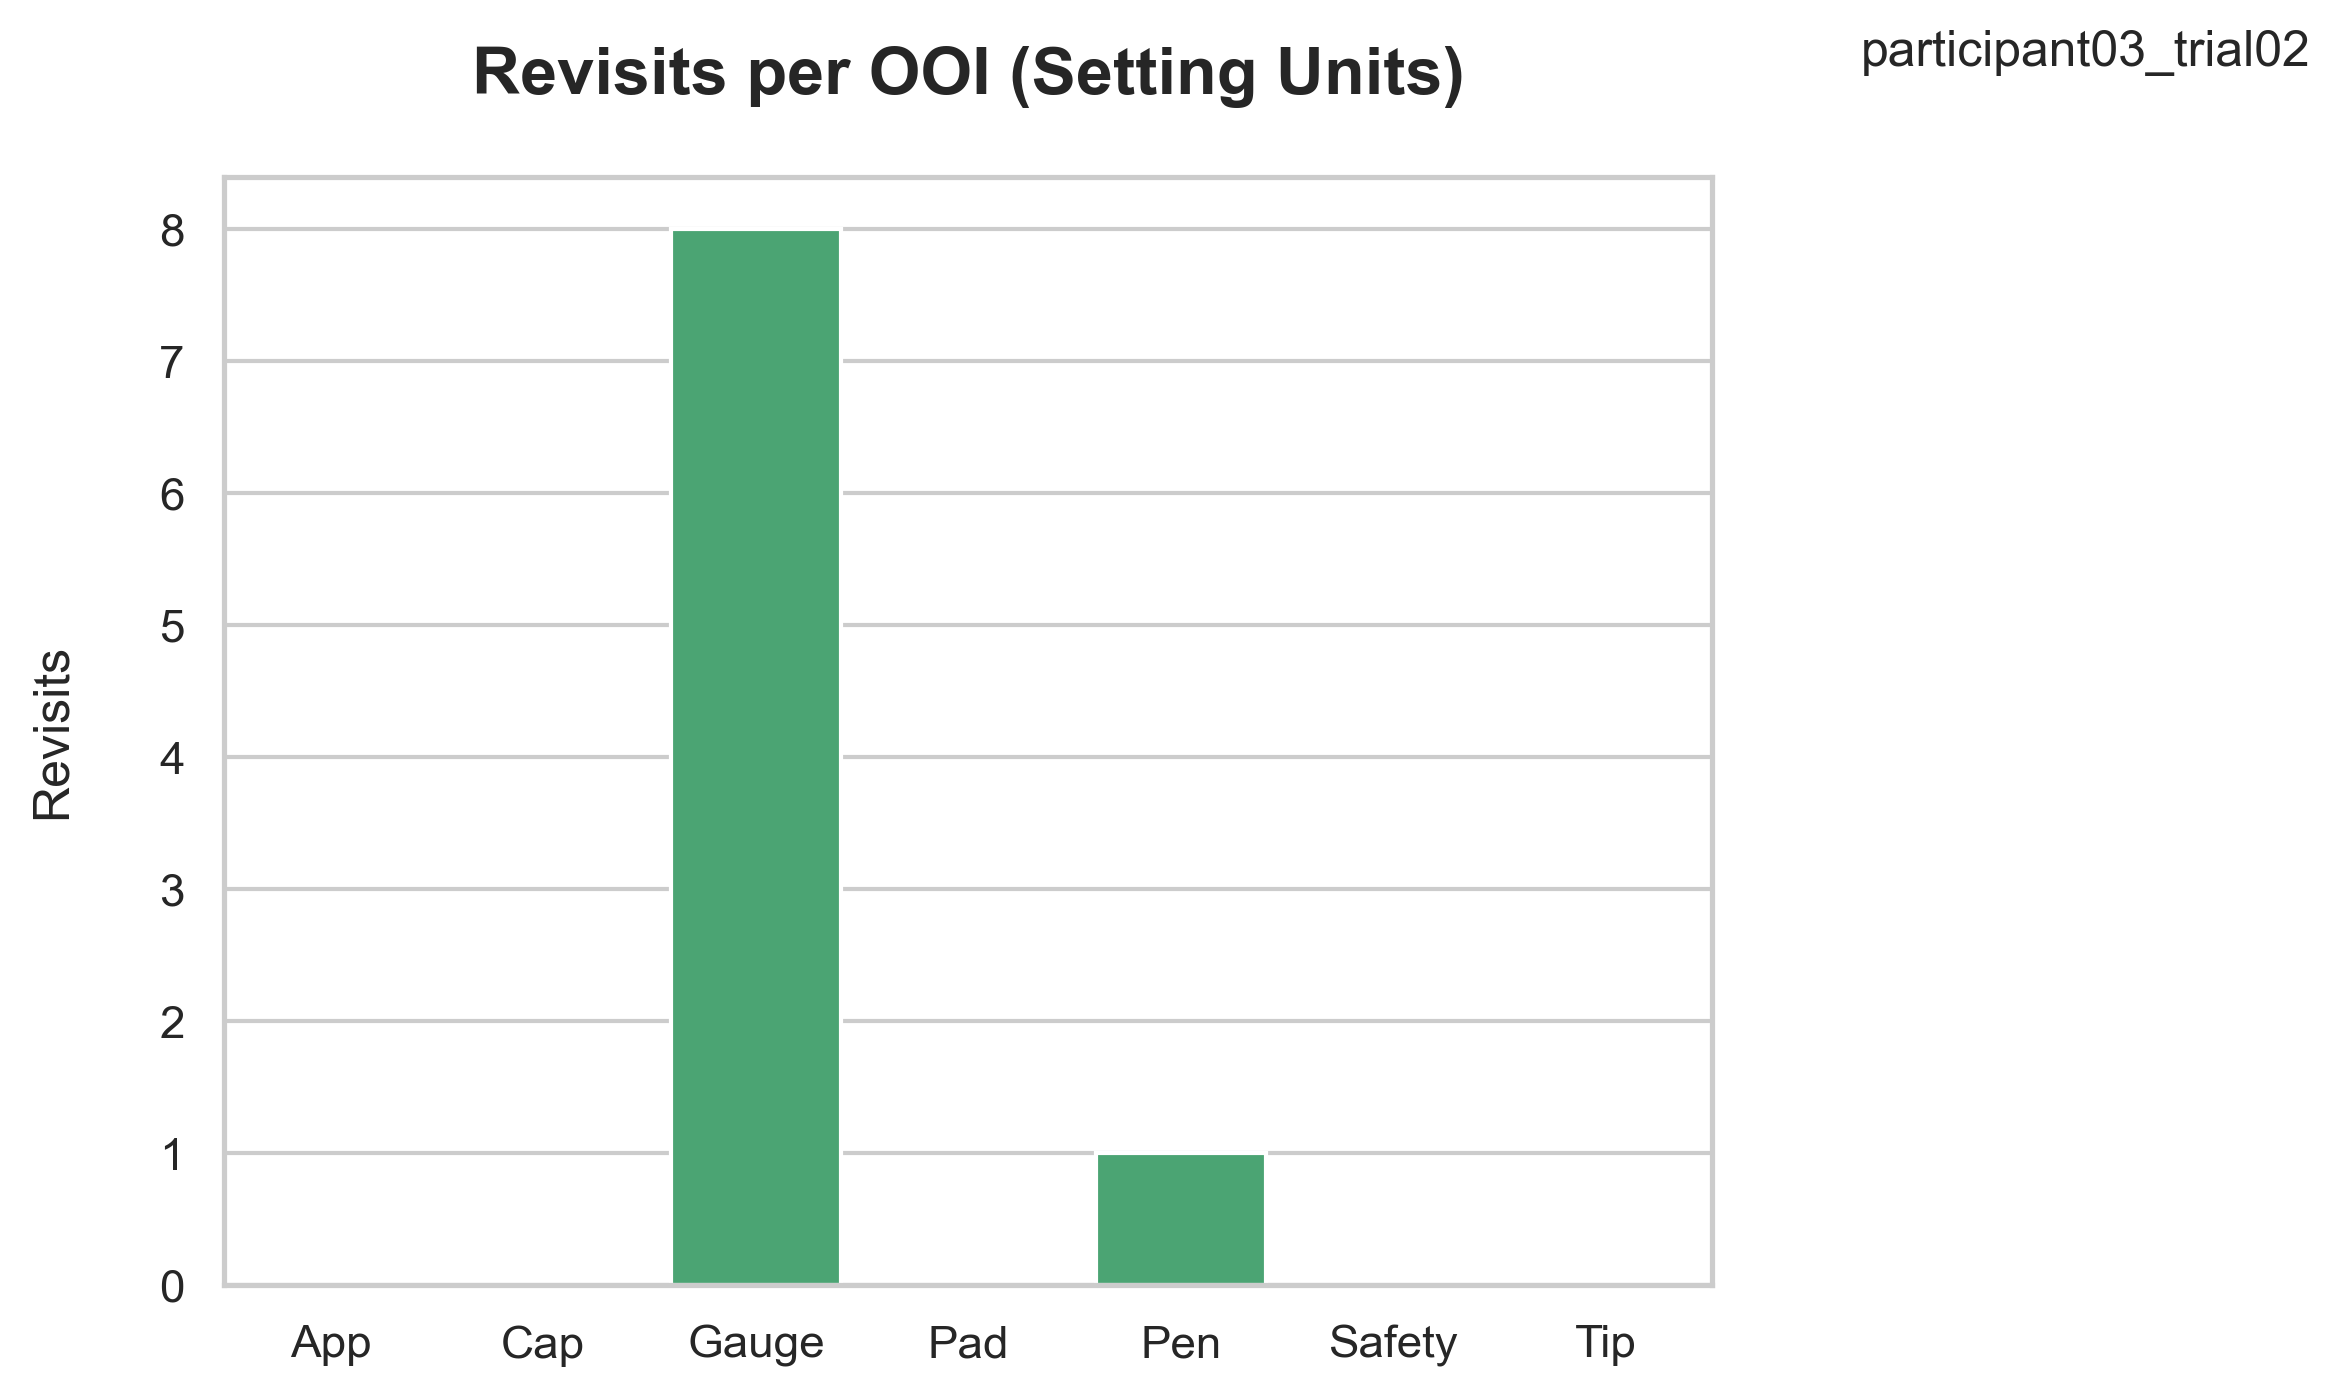 participant03_trial02
Revisits per OOI (Setting Units)
Revisits
8
7
6
5
4
3
2
1
0
App Cap Gauge Pad Pen Safety Tip